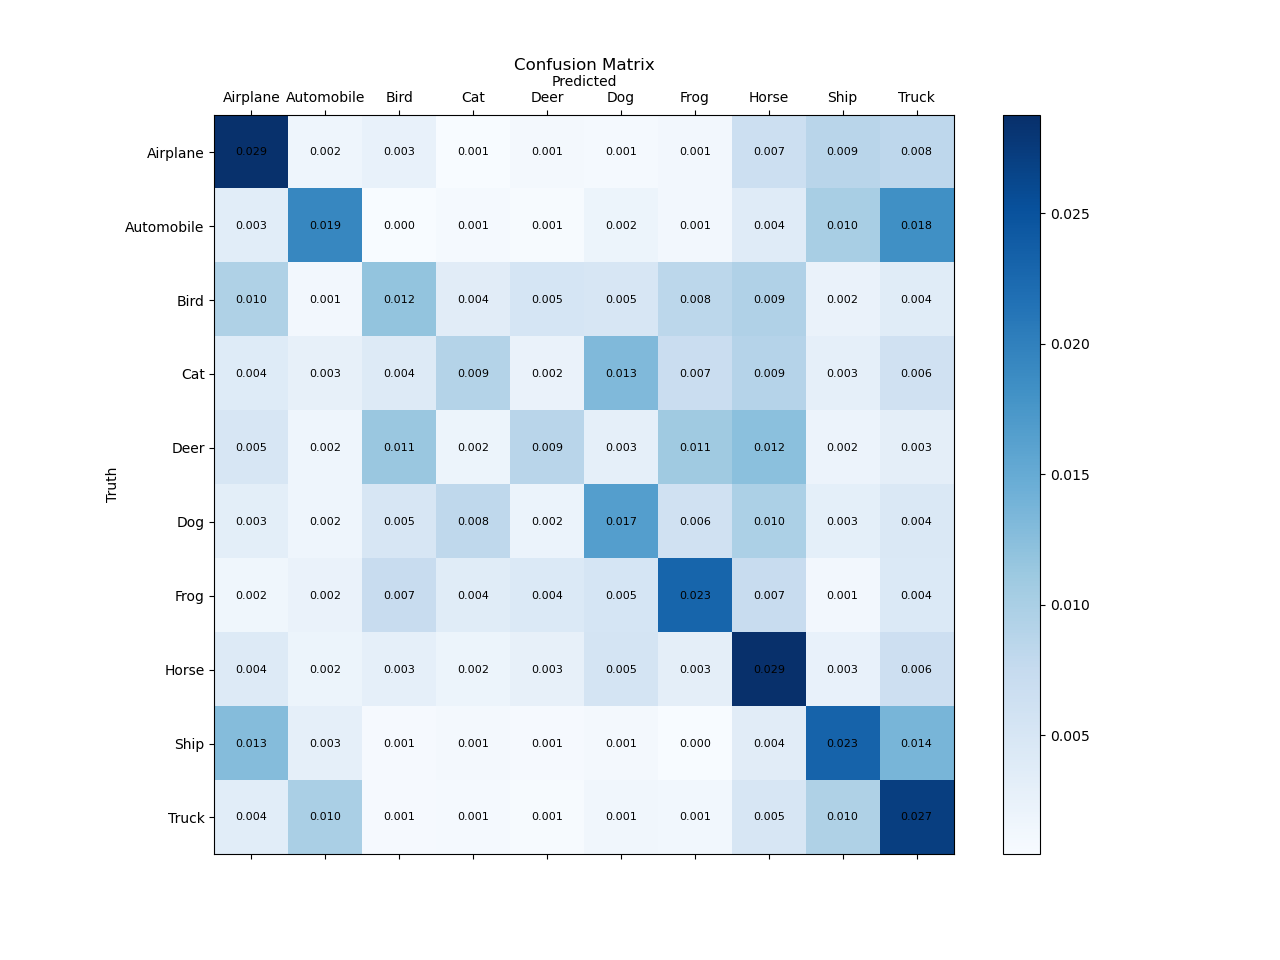 Confusion Matrix
Predicted
Airplane Automobile Bird Cat Deer Dog Frog Horse Ship Truck
Airplane 0.029 0.002 0.003 0.001 0.001 0.001 0.001 0.007 0.009 0.008
Automobile 0.003 0.019 0.000 0.001 0.001 0.002 0.001 0.004 0.010 0.018
Bird 0.010 0.001 0.012 0.004 0.005 0.005 0.008 0.009 0.002 0.004
Cat 0.004 0.003 0.004 0.009 0.002 0.013 0.007 0.009 0.003 0.006
Deer 0.005 0.002 0.011 0.002 0.009 0.003 0.011 0.012 0.002 0.003
Dog 0.003 0.002 0.005 0.008 0.002 0.017 0.006 0.010 0.003 0.004
Frog 0.002 0.002 0.007 0.004 0.004 0.005 0.023 0.007 0.001 0.004
Horse 0.004 0.002 0.003 0.002 0.003 0.005 0.003 0.029 0.003 0.006
Ship 0.013 0.003 0.001 0.001 0.001 0.001 0.000 0.004 0.023 0.014
Truck 0.004 0.010 0.001 0.001 0.001 0.001 0.001 0.005 0.010 0.027
Truth
0.025
0.020
0.015
0.010
0.005